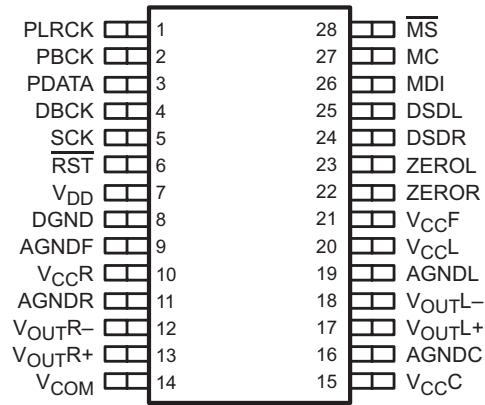 PLRCK 1 28 M̅S̅
PBCK 2 27 MC
PDATA 3 26 MDI
DBCK 4 25 DSDL
SCK 5 24 DSDR
R̅S̅T̅ 6 23 ZEROL
VDD 7 22 ZEROR
DGND 8 21 VCCF
AGNDF 9 20 VCCL
VCCR 10 19 AGNDL
AGNDR 11 18 VOUTL–
VOUTR– 12 17 VOUTL+
VOUTR+ 13 16 AGNDC
VCOM 14 15 VCCC